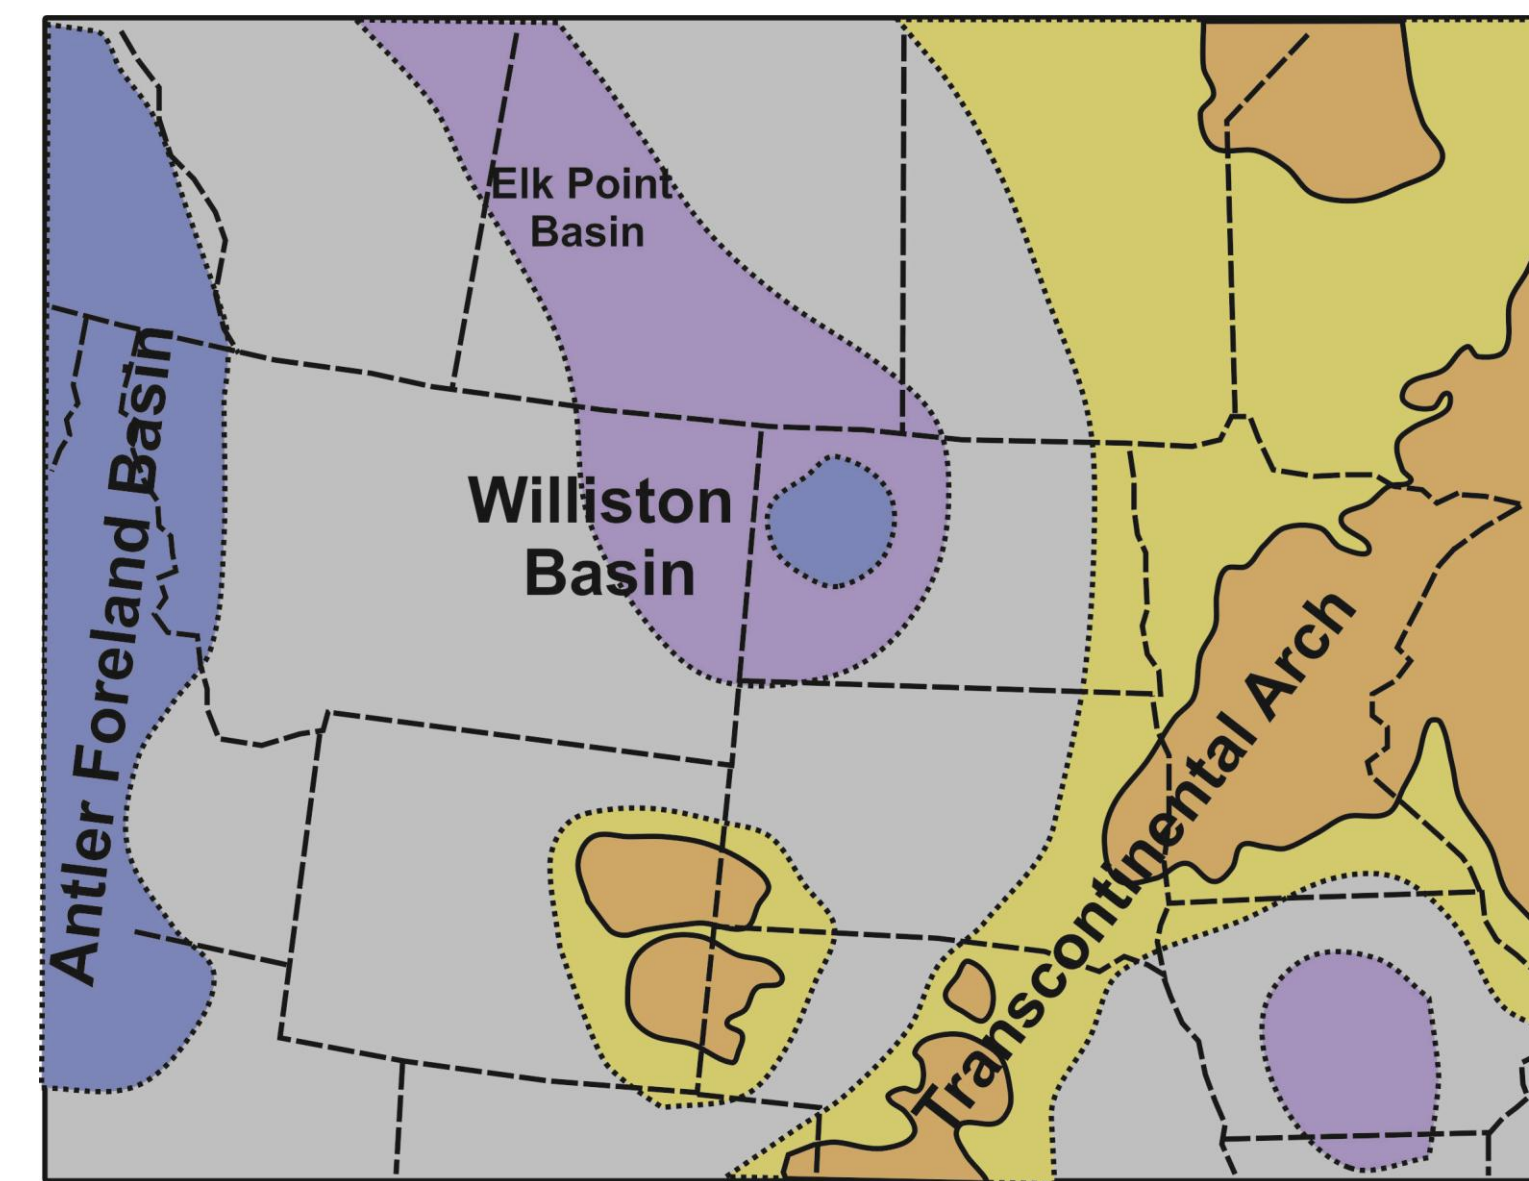 Elk Point
Basin
Williston
Basin
Antler Foreland Basin
Transcontinental Arch